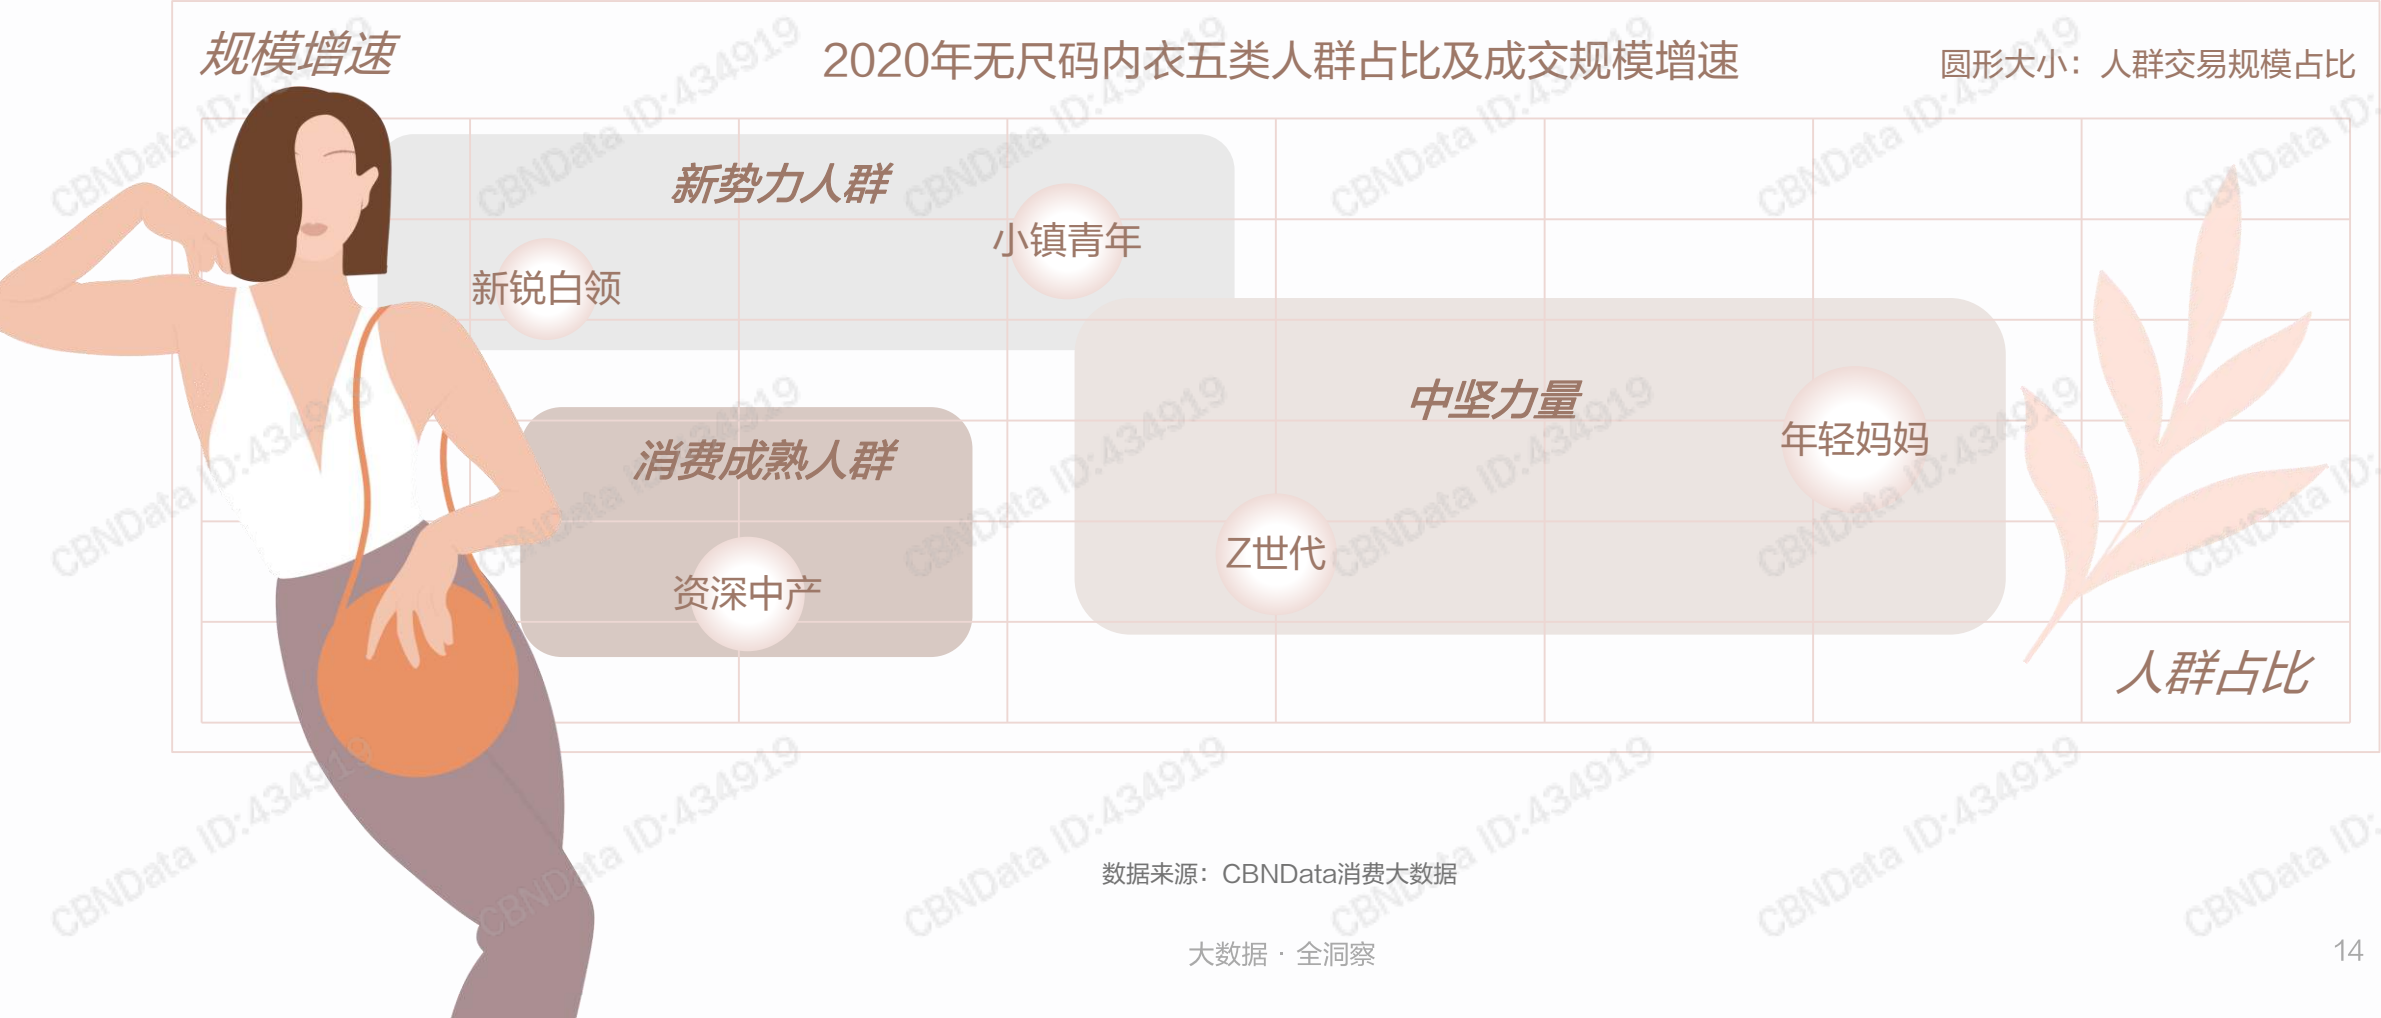 规模增速
2020年无尺码内衣五类人群占比及成交规模增速
圆形大小：人群交易规模占比
新势力人群
小镇青年
新锐白领
中坚力量
年轻妈妈
消费成熟人群
Z世代
资深中产
人群占比
数据来源：CBNData消费大数据
大数据 · 全洞察
14
CBNData ID:434919